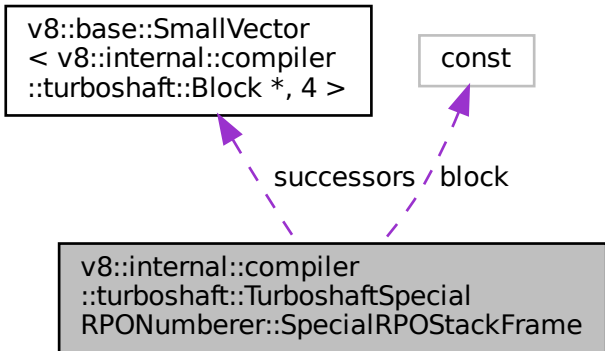 v8::base::SmallVector
< v8::internal::compiler
::turboshaft::Block *, 4 >
const
successors
block
v8::internal::compiler
::turboshaft::TurboshaftSpecial
RPONumberer::SpecialRPOStackFrame